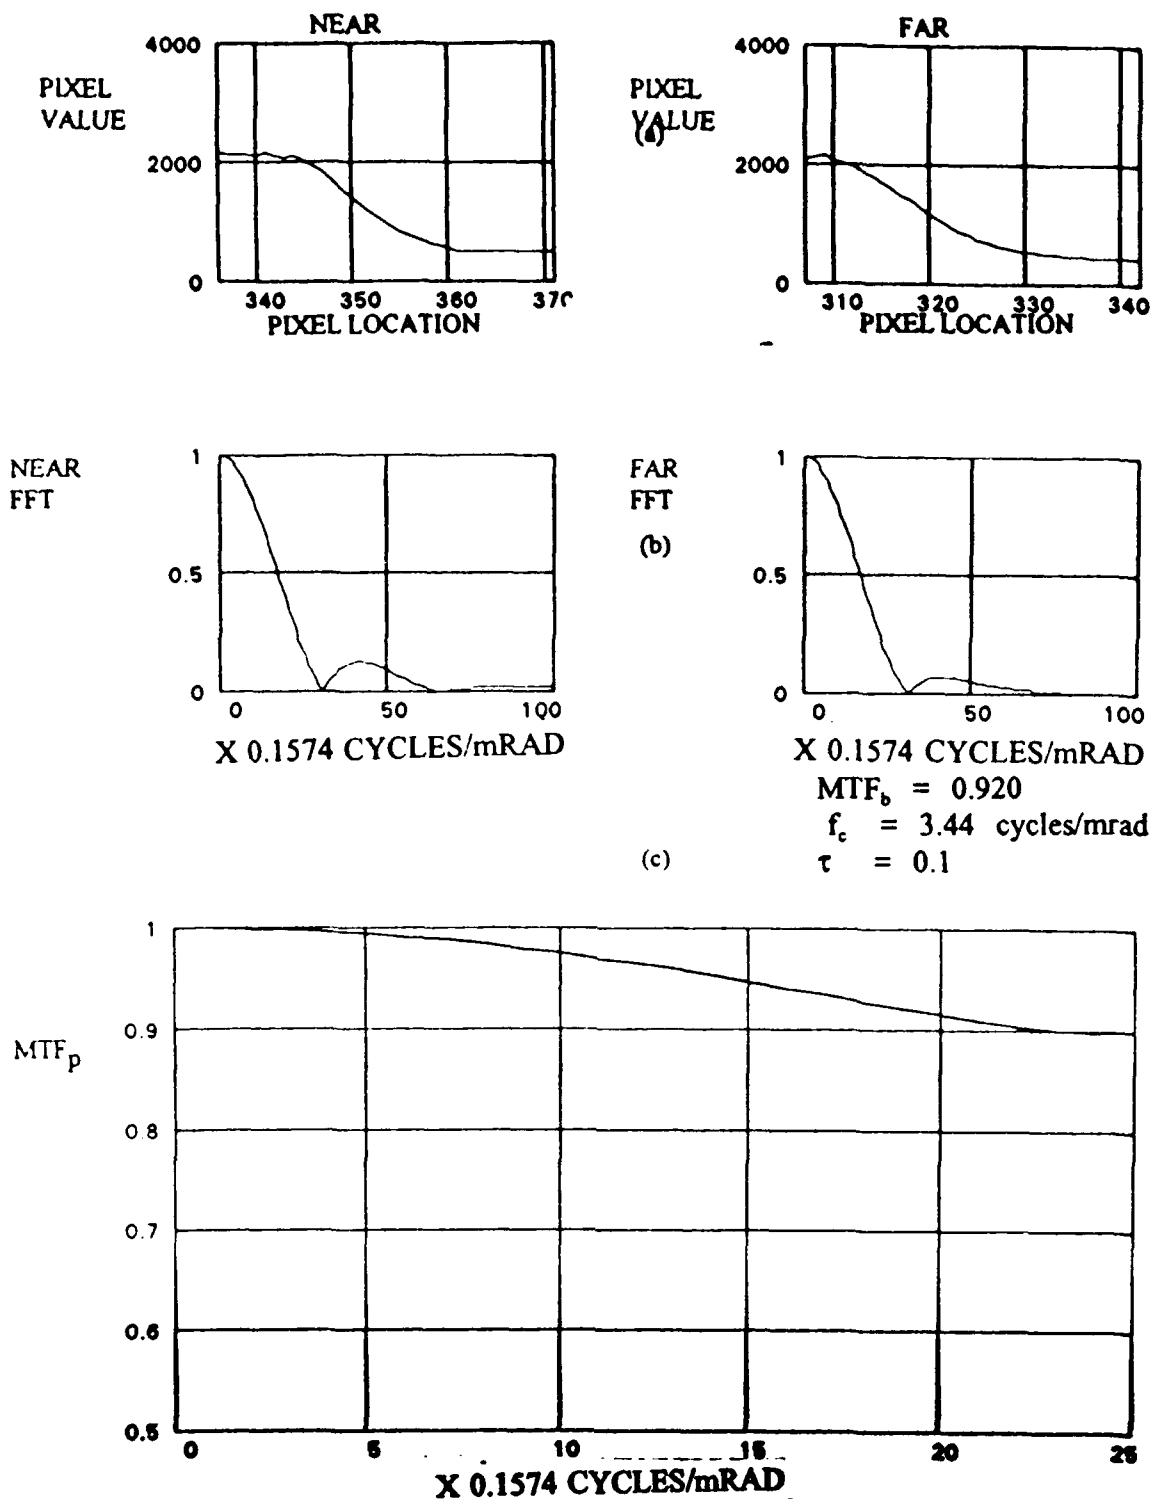 NEAR
4000
PIXEL
VALUE
2000
0
340 350 360
PIXEL LOCATION
FAR
4000
PIXEL
VALUE
(a)
2000
0
310 320 330 340
PIXEL LOCATION
NEAR
FFT
1
0.5
0
0 50 100
X 0.1574 CYCLES/mRAD
FAR
FFT
(b)
1
0.5
0
0 50 100
X 0.1574 CYCLES/mRAD
MTF_b = 0.920
f_c = 3.44 cycles/mrad
τ = 0.1
(c)
1
0.9
MTF_p
0.8
0.7
0.6
0.5
0 5 10 15 20 25
X 0.1574 CYCLES/mRAD